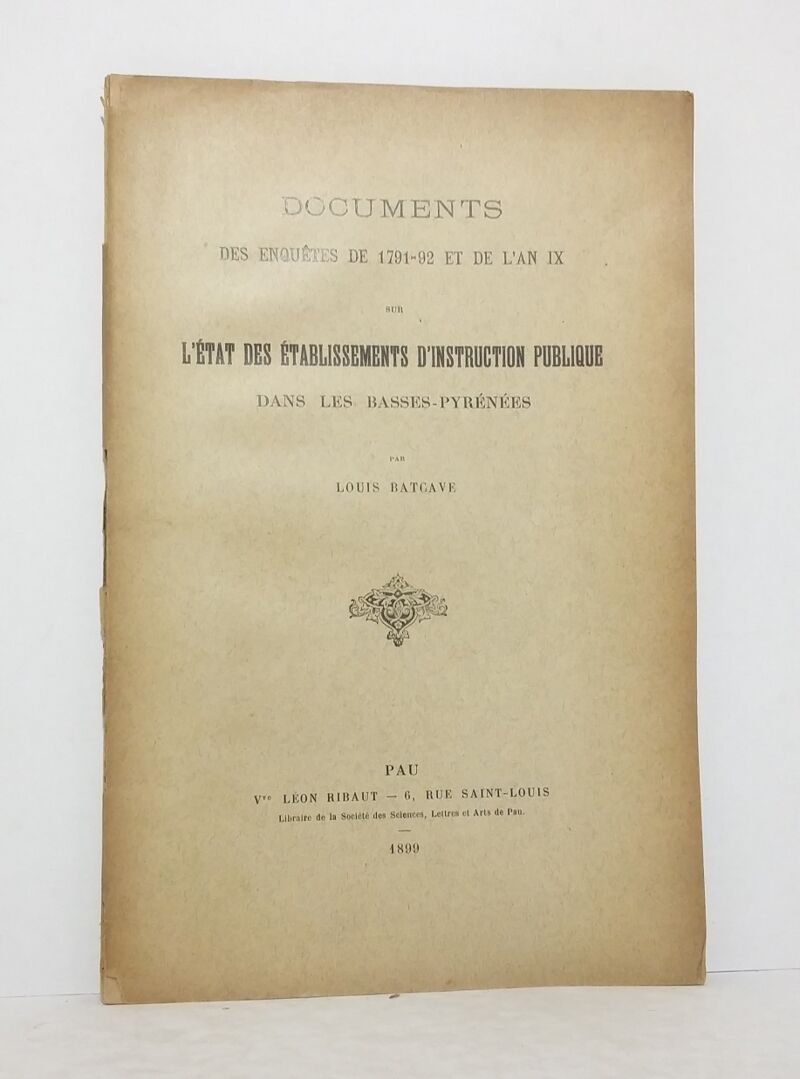 DOCUMENTS
DES ENQUÊTES DE 1791-92 ET DE L'AN IX
SUR
L'ÉTAT DES ÉTABLISSEMENTS D'INSTRUCTION PUBLIQUE
DANS LES BASSES-PYRÉNÉES
PAR
LOUIS BATCAVE
PAU
Vve LÉON RIBAUT — 6, RUE SAINT-LOUIS
Libraire de la Société des Sciences, Lettres et Arts de Pau.
1899